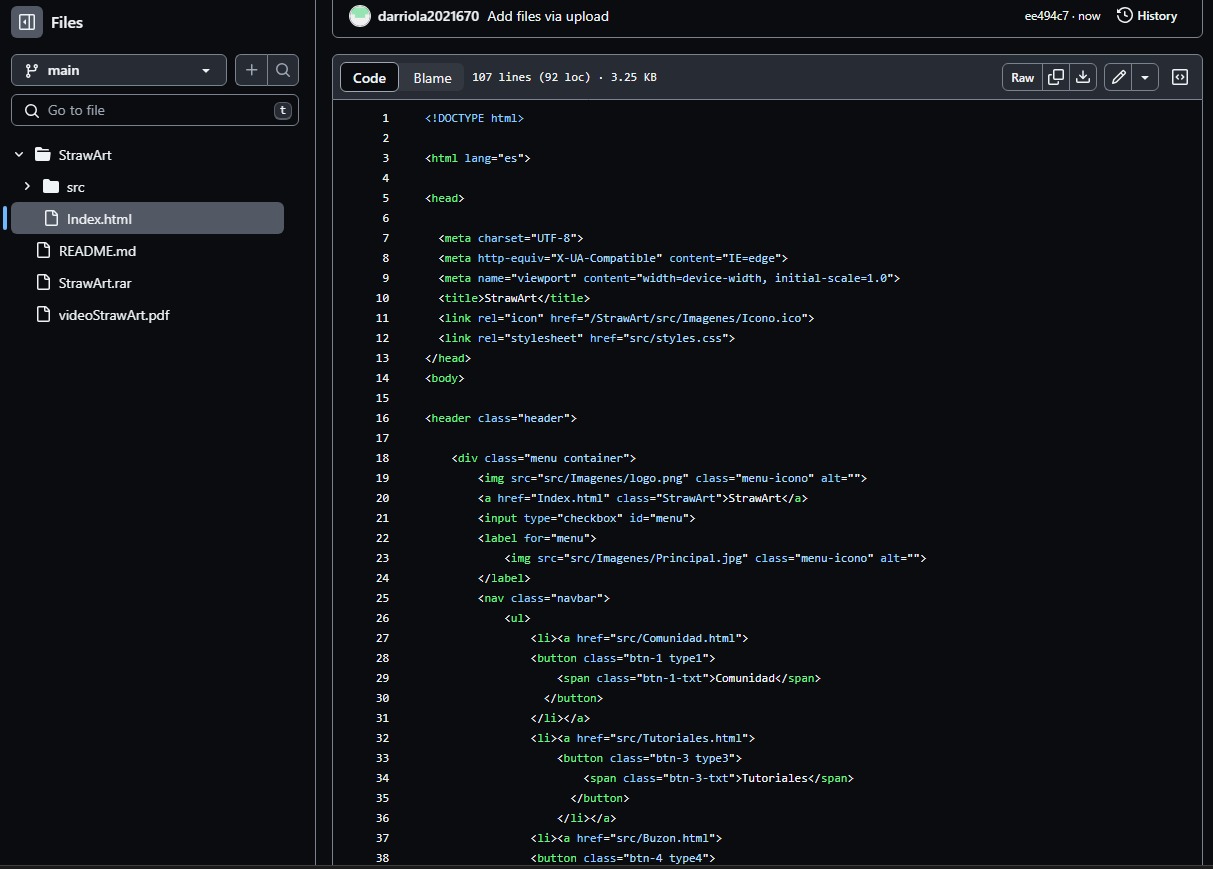 Files
main
Go to file
t
StrawArt
src
Index.html
README.md
StrawArt.rar
videoStrawArt.pdf
darriola2021670 Add files via upload
ee494c7 · now
History
Code
Blame
107 lines (92 loc) · 3.25 KB
Raw
1 <!DOCTYPE html>
2
3 <html lang="es">
4
5 <head>
6
7 <meta charset="UTF-8">
8 <meta http-equiv="X-UA-Compatible" content="IE=edge">
9 <meta name="viewport" content="width=device-width, initial-scale=1.0">
10 <title>StrawArt</title>
11 <link rel="icon" href="/StrawArt/src/Imagenes/Icono.ico">
12 <link rel="stylesheet" href="src/styles.css">
13 </head>
14 <body>
15
16 <header class="header">
17
18 <div class="menu container">
19 <img src="src/Imagenes/logo.png" class="menu-icono" alt="">
20 <a href="Index.html" class="StrawArt">StrawArt</a>
21 <input type="checkbox" id="menu">
22 <label for="menu">
23 <img src="src/Imagenes/Principal.jpg" class="menu-icono" alt="">
24 </label>
25 <nav class="navbar">
26 <ul>
27 <li><a href="src/Comunidad.html">
28 <button class="btn-1 type1">
29 <span class="btn-1-txt">Comunidad</span>
30 </button>
31 </li></a>
32 <li><a href="src/Tutoriales.html">
33 <button class="btn-3 type3">
34 <span class="btn-3-txt">Tutoriales</span>
35 </button>
36 </li></a>
37 <li><a href="src/Buzon.html">
38 <button class="btn-4 type4">